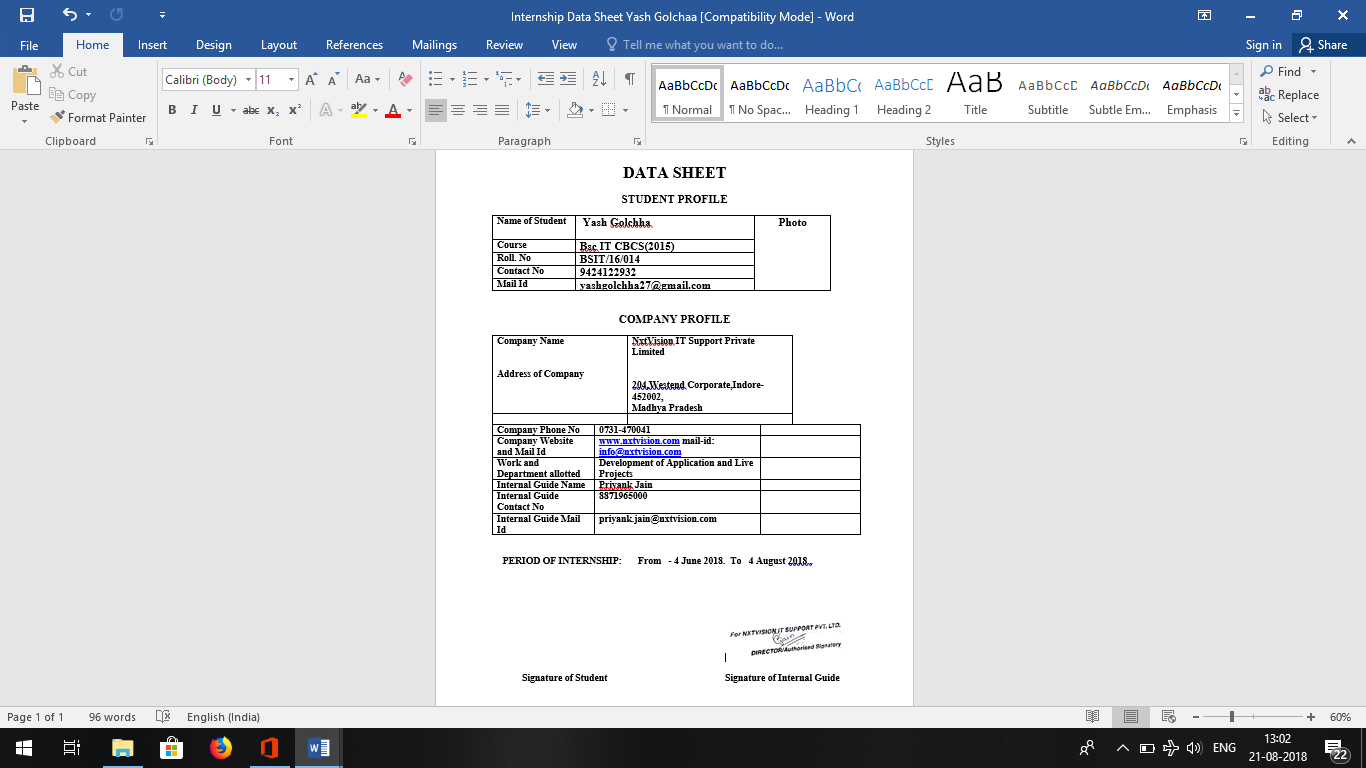 Internship Data Sheet Yash Golchaa [Compatibility Mode] - Word
File Home Insert Design Layout References Mailings Review View Tell me what you want to do... Sign in Share
Paste
Cut
Copy
Format Painter
Clipboard
Calibri (Body) 11
Aa
B I U abc x₂ x² A ab A
Font
Paragraph
AaBbCcDc AaBbCcDc AaBbCc AaBbCcD AaB AaBbCcD AaBbCcDc AaBbCcDc
¶ Normal ¶ No Spac... Heading 1 Heading 2 Title Subtitle Subtle Em... Emphasis
Styles
Find
Replace
Select
Editing
DATA SHEET
STUDENT PROFILE
Name of Student Yash Golchha Photo
Course Bsc IT CBCS(2015)
Roll. No BSIT/16/014
Contact No 9424122932
Mail Id yashgolchha27@gmail.com
COMPANY PROFILE
Company Name NxtVision IT Support Private
Limited
Address of Company
204,Westend Corporate,Indore-
452002,
Madhya Pradesh
Company Phone No 0731-470041
Company Website www.nxtvision.com mail-id:
and Mail Id info@nxtvision.com
Work and Development of Application and Live
Department allotted Projects
Internal Guide Name Priyank Jain
Internal Guide 8871965000
Contact No
Internal Guide Mail priyank.jain@nxtvision.com
Id
PERIOD OF INTERNSHIP: From - 4 June 2018. To 4 August 2018..
For NXTVISION IT SUPPORT PVT. LTD.
DIRECTOR/Authorised Signatory
Signature of Student Signature of Internal Guide
Page 1 of 1 96 words English (India) 60%
ENG 13:02
21-08-2018 22